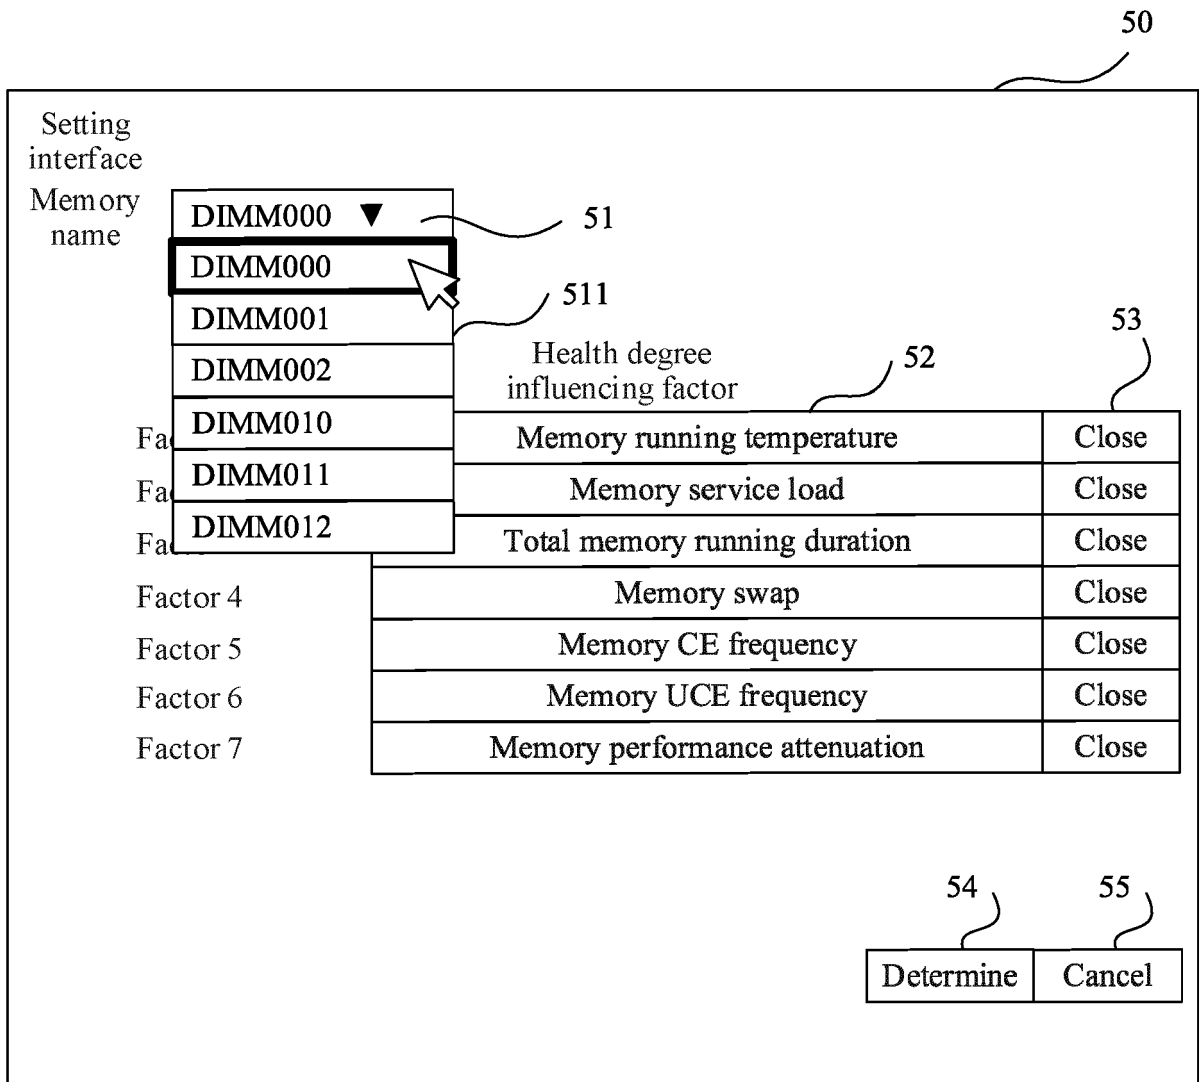 50
Setting
interface
Memory
name
DIMM000
51
DIMM000
DIMM001
511
DIMM002
DIMM010
DIMM011
DIMM012
Health degree
influencing factor
52
53
Fa
Memory running temperature
Close
Fa
Memory service load
Close
Fa
Total memory running duration
Close
Factor 4
Memory swap
Close
Factor 5
Memory CE frequency
Close
Factor 6
Memory UCE frequency
Close
Factor 7
Memory performance attenuation
Close
54
55
Determine
Cancel